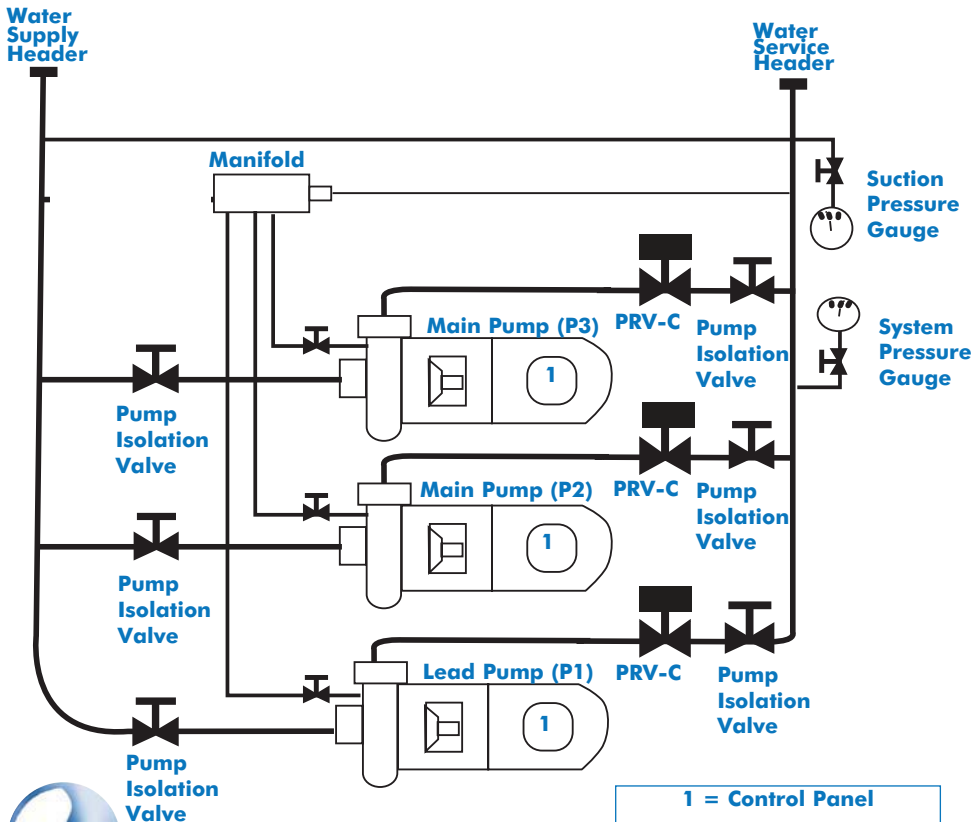 Water
Supply
Header
Water
Service
Header
Manifold
Suction
Pressure
Gauge
Main Pump (P3)
PRV-C
Pump
Isolation
Valve
System
Pressure
Gauge
1
Pump
Isolation
Valve
Main Pump (P2)
PRV-C
Pump
Isolation
Valve
1
Pump
Isolation
Valve
Lead Pump (P1)
PRV-C
Pump
Isolation
Valve
1
Pump
Isolation
Valve
1 = Control Panel